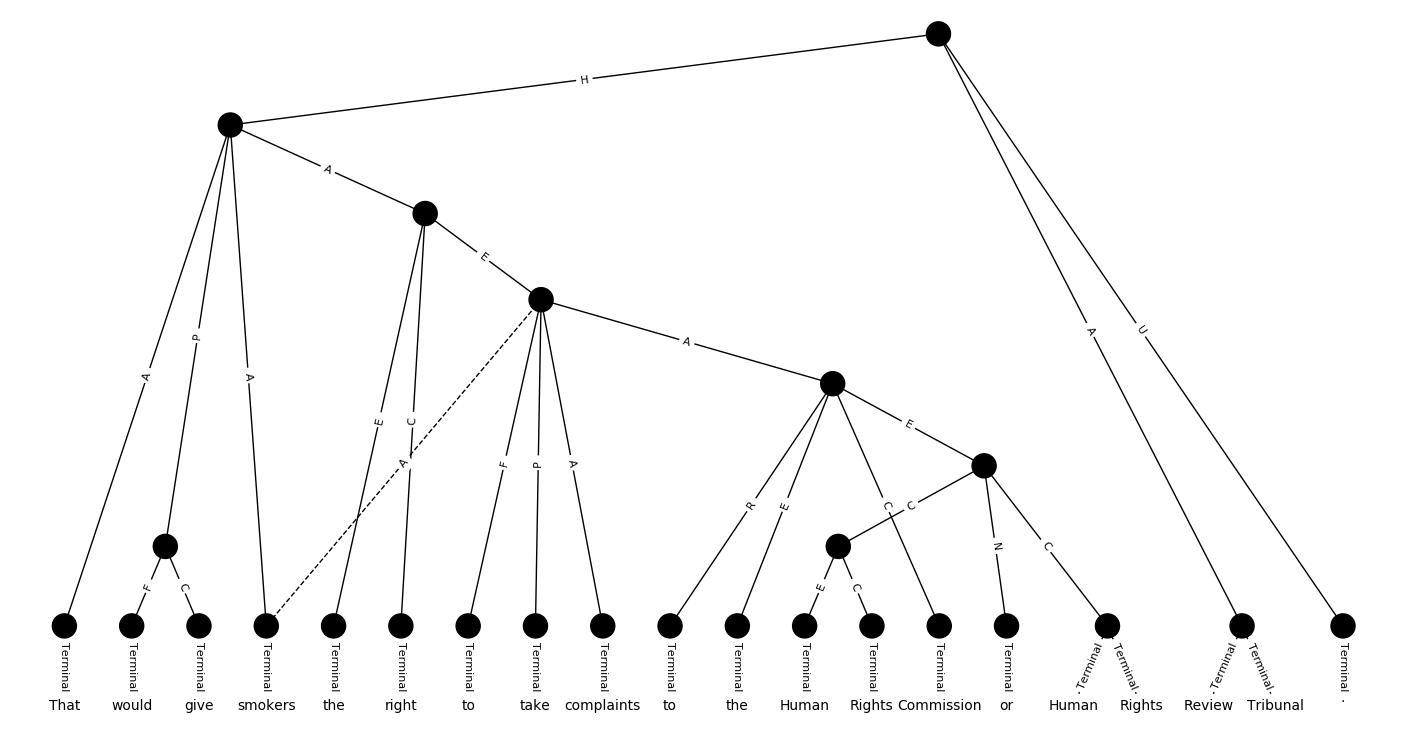 H
A
E
A
P
A
A
U
E
C
A
F
P
A
E
R
E
C
C
N
C
F
C
E
C
Terminal Terminal Terminal Terminal Terminal Terminal Terminal Terminal Terminal Terminal Terminal Terminal Terminal Terminal Terminal Terminal Terminal Terminal Terminal Terminal
That would give smokers the right to take complaints to the Human Rights Commission or Human Rights Review Tribunal .